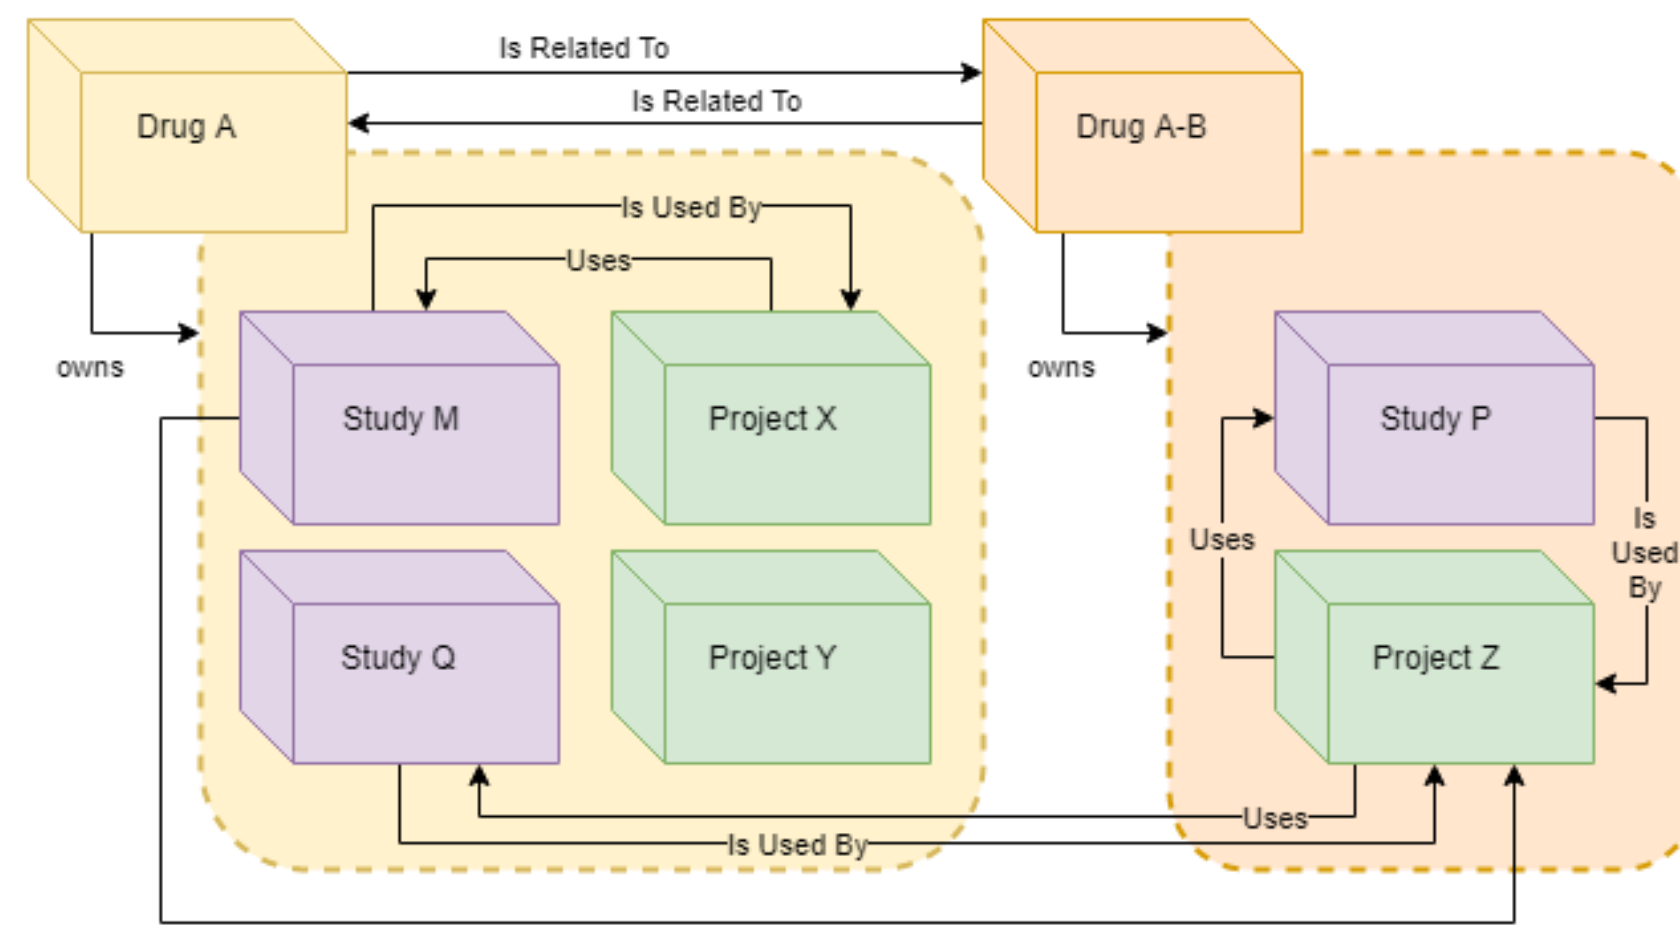 Is Related To
Is Related To
Drug A
Drug A-B
Is Used By
Uses
owns
owns
Study M
Project X
Study P
Uses
Is
Used
By
Study Q
Project Y
Project Z
Uses
Is Used By